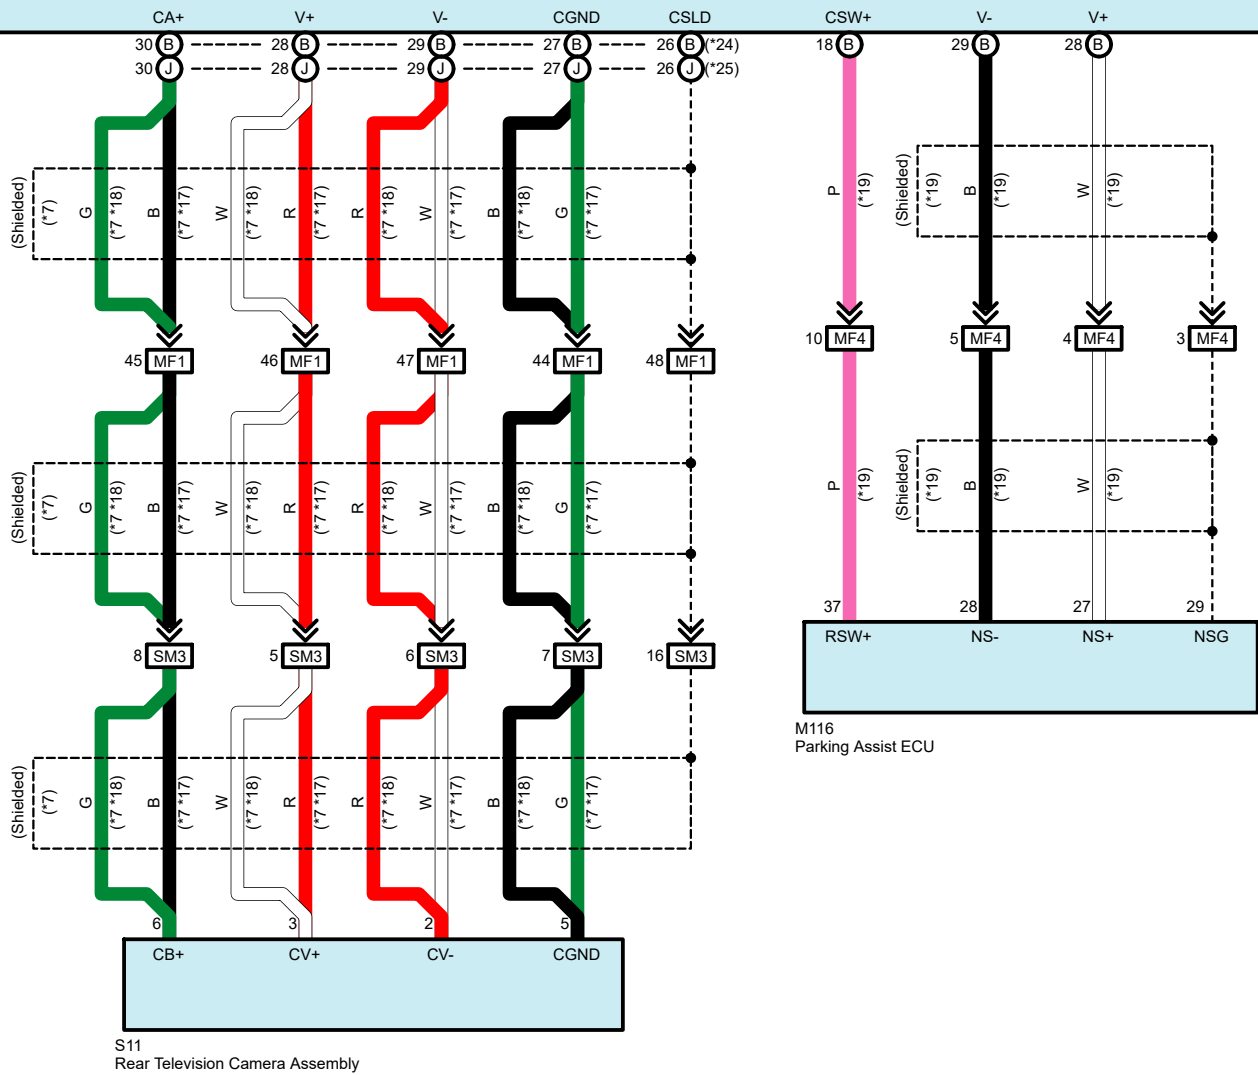 CA+ V+ V- CGND CSLD CSW+ V- V+
30 B 28 B 29 B 27 B 26 B (*24) 18 B 29 B 28 B
30 J 28 J 29 J 27 J 26 J (*25)
(Shielded) (*7) G (*7 *18) B (*7 *17) W (*7 *18) R (*7 *17) R (*7 *18) W (*7 *17) B (*7 *18) G (*7 *17)
P (*19) (Shielded) (*19) B (*19) W (*19)
10 MF4 5 MF4 4 MF4 3 MF4
45 MF1 46 MF1 47 MF1 44 MF1 48 MF1
(Shielded) (*7) G (*7 *18) B (*7 *17) W (*7 *18) R (*7 *17) R (*7 *18) W (*7 *17) B (*7 *18) G (*7 *17)
P (*19) (Shielded) (*19) B (*19) W (*19)
37 28 27 29
RSW+ NS- NS+ NSG
8 SM3 5 SM3 6 SM3 7 SM3 16 SM3
M116
Parking Assist ECU
(Shielded) (*7) G (*7 *18) B (*7 *17) W (*7 *18) R (*7 *17) R (*7 *18) W (*7 *17) B (*7 *18) G (*7 *17)
6 3 2 5
CB+ CV+ CV- CGND
S11
Rear Television Camera Assembly